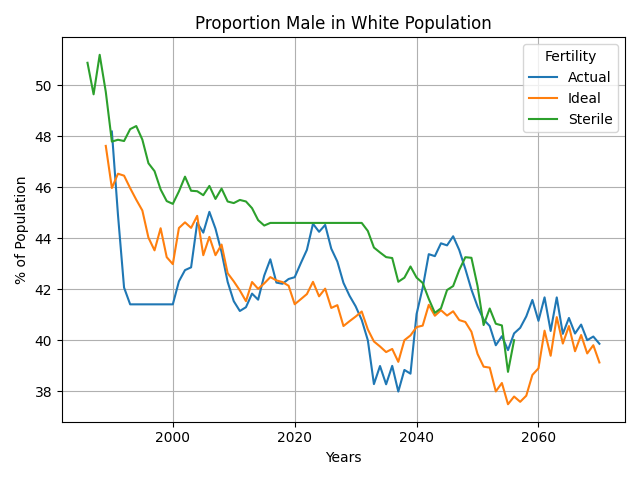 Proportion Male in White Population
Fertility
Actual
Ideal
Sterile
% of Population
50
48
46
44
42
40
38
2000 2020 2040 2060
Years